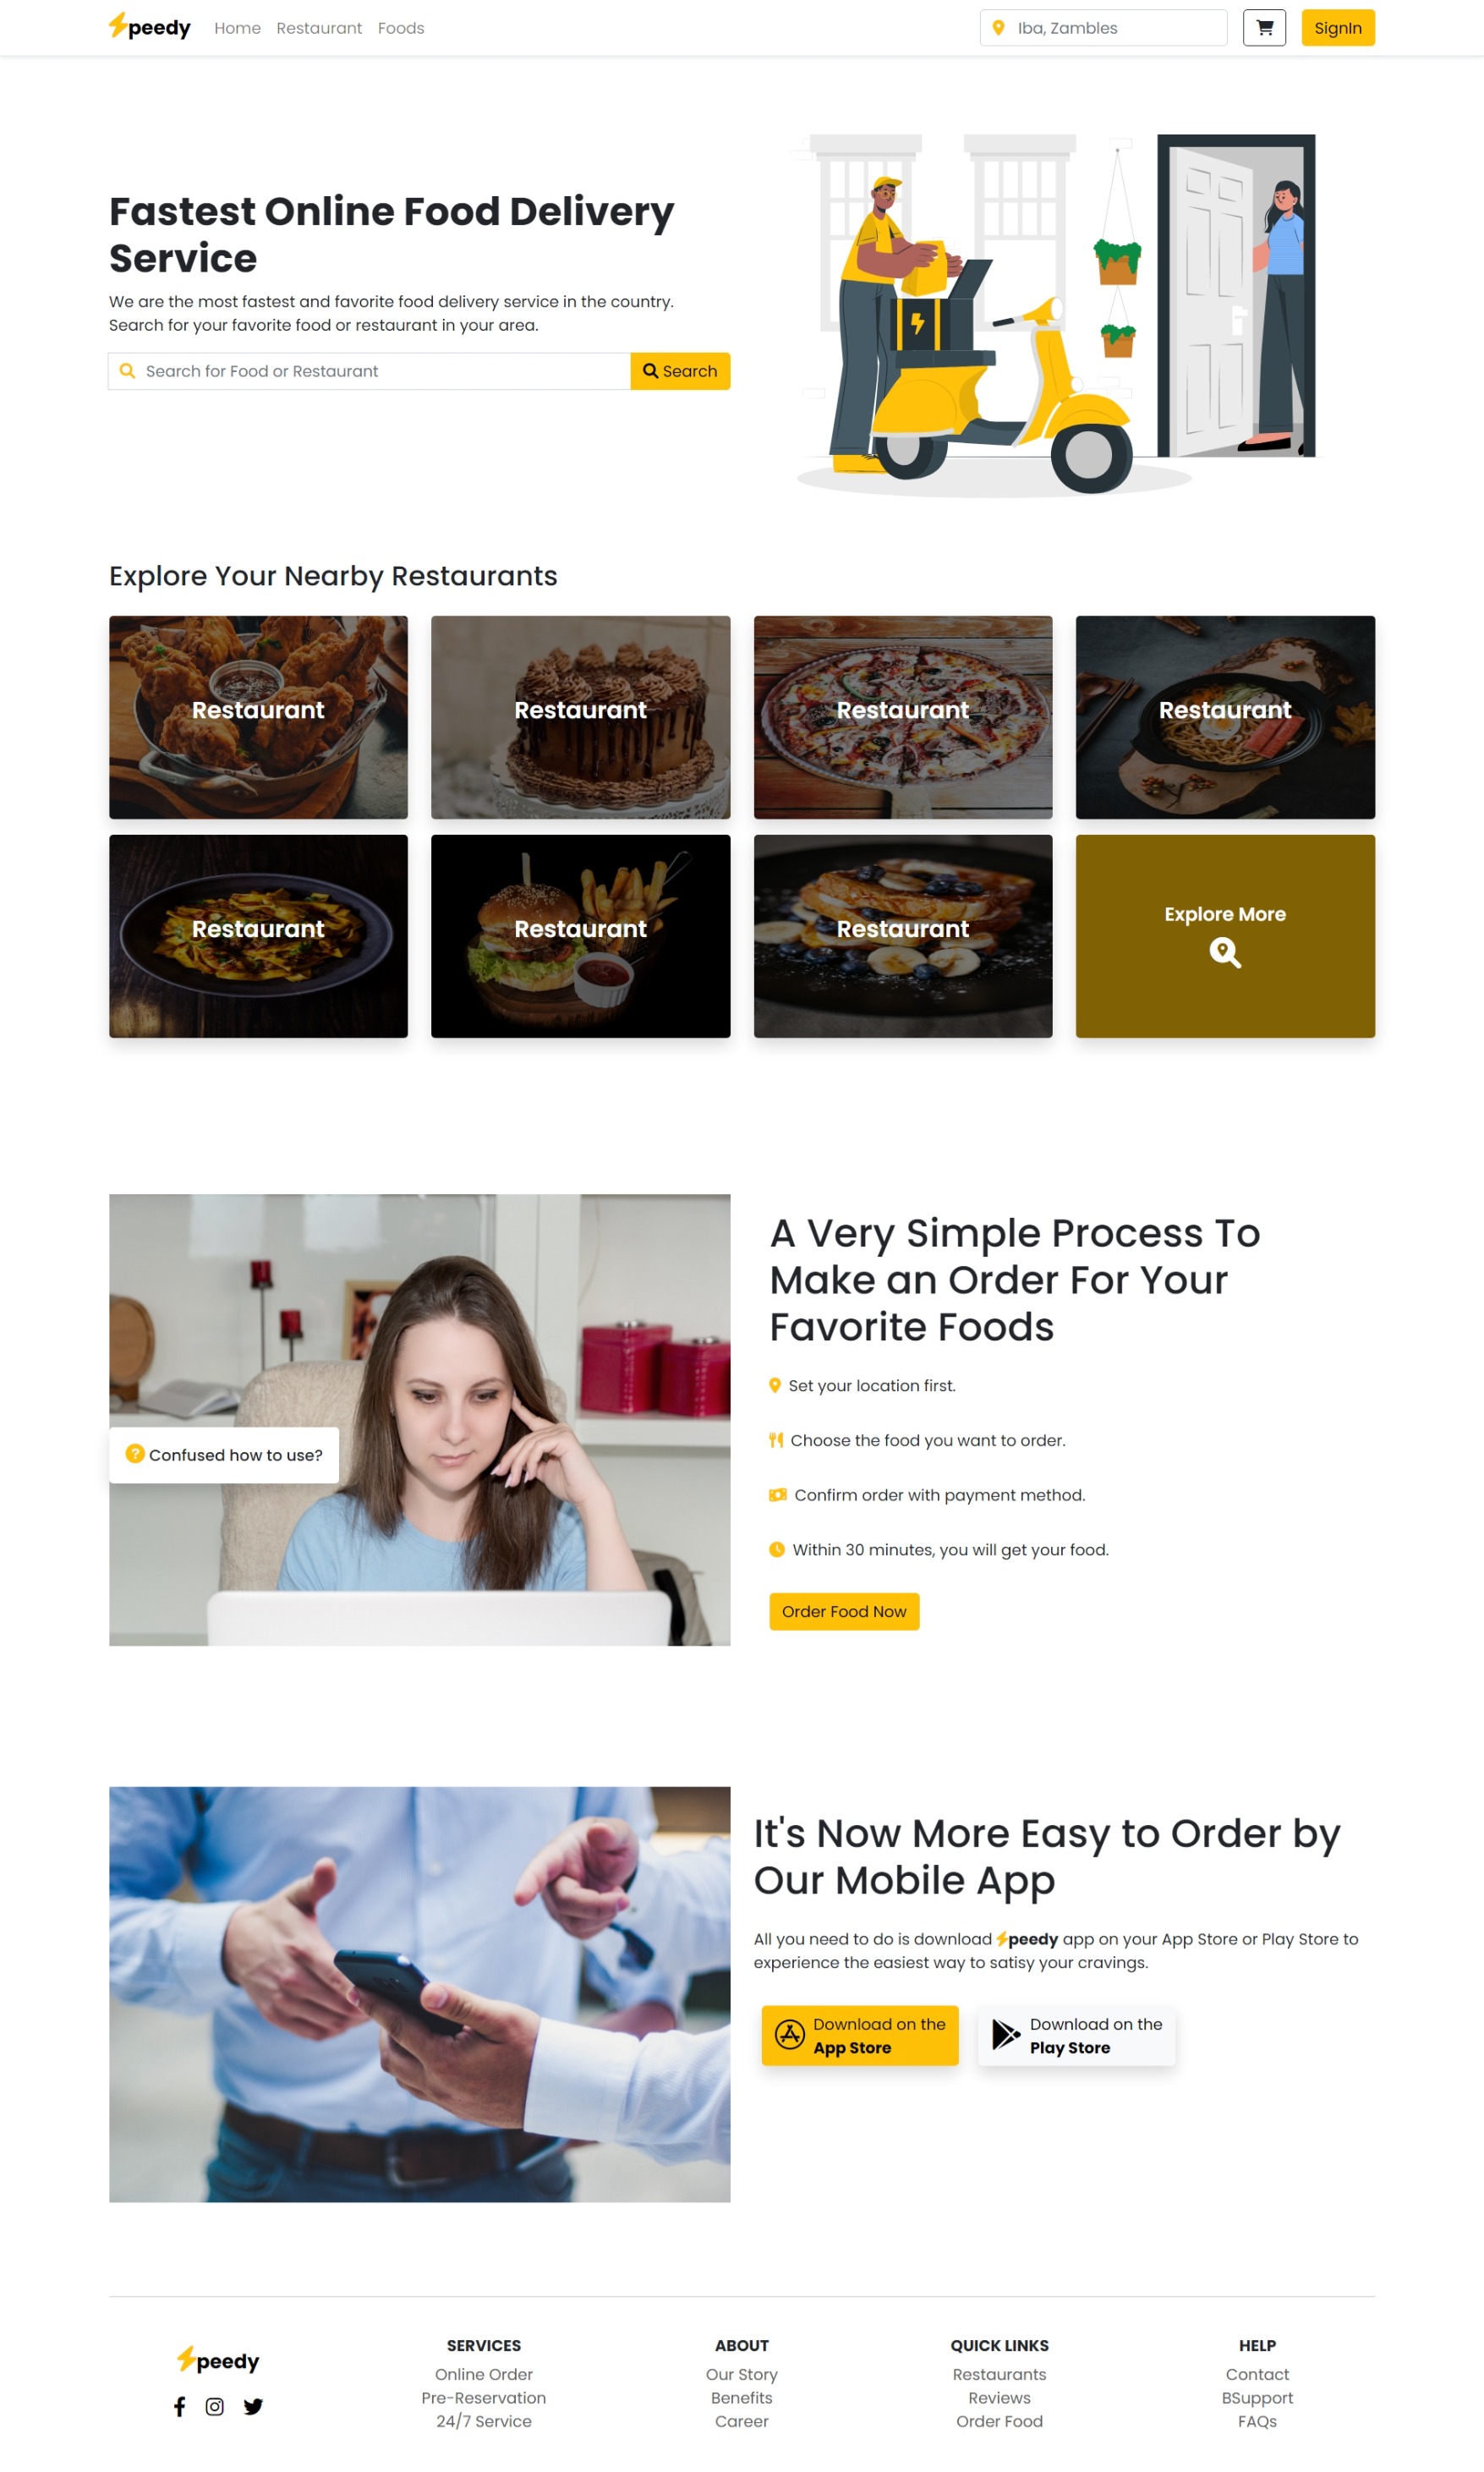 peedy Home Restaurant Foods Iba, Zambles SignIn
Fastest Online Food Delivery
Service
We are the most fastest and favorite food delivery service in the country.
Search for your favorite food or restaurant in your area.
Search for Food or Restaurant Search
Explore Your Nearby Restaurants
Restaurant Restaurant Restaurant Restaurant
Restaurant Restaurant Restaurant Explore More
Confused how to use?
A Very Simple Process To
Make an Order For Your
Favorite Foods
Set your location first.
Choose the food you want to order.
Confirm order with payment method.
Within 30 minutes, you will get your food.
Order Food Now
It's Now More Easy to Order by
Our Mobile App
All you need to do is download peedy app on your App Store or Play Store to
experience the easiest way to satisy your cravings.
Download on the
App Store
Download on the
Play Store
peedy
SERVICES
Online Order
Pre-Reservation
24/7 Service
ABOUT
Our Story
Benefits
Career
QUICK LINKS
Restaurants
Reviews
Order Food
HELP
Contact
BSupport
FAQs